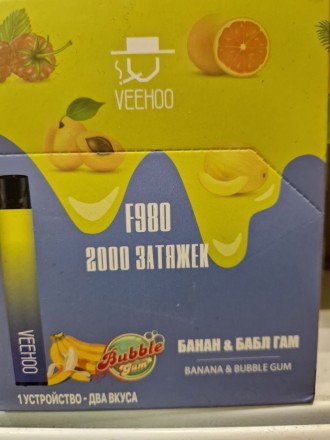 VEEHOO
F980
2000 ЗАТЯЖЕК
VEEHOO
Bubble
Gum
БАНАН & БАБЛ ГАМ
BANANA & BUBBLE GUM
1 УСТРОЙСТВО - ДВА ВКУСА